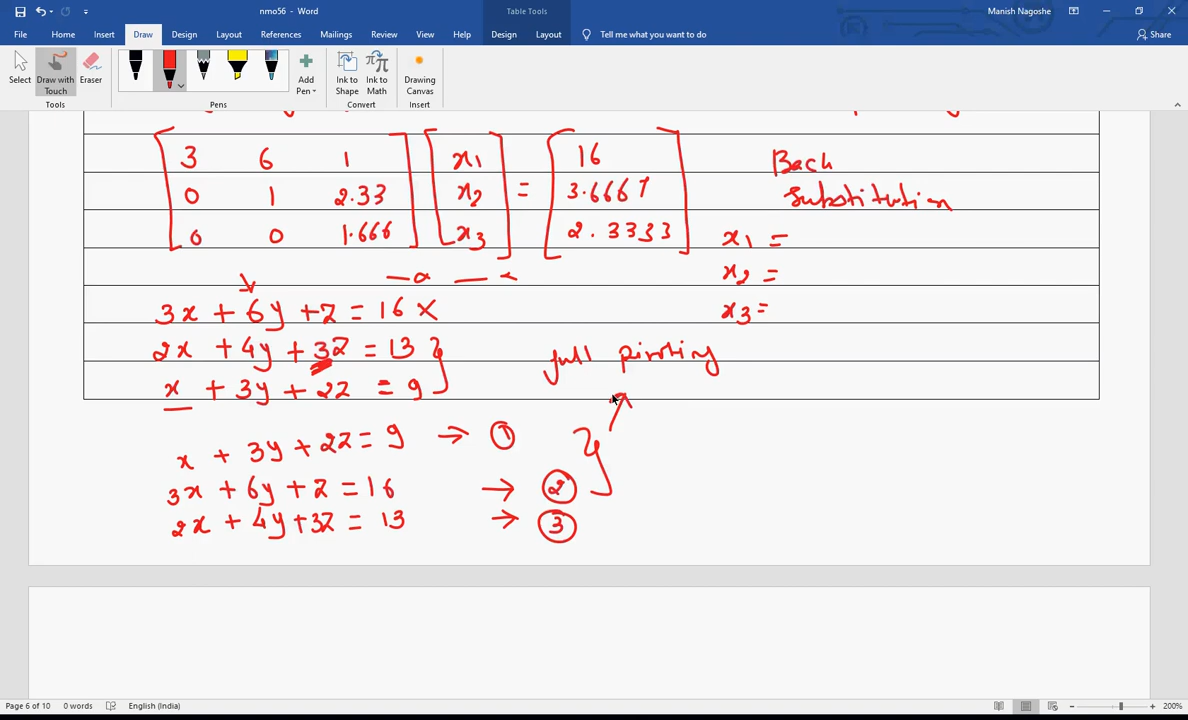 nmo56 - Word
Table Tools
Manish Nagoshe
File Home Insert Draw Design Layout References Mailings Review View Help Design Layout Tell me what you want to do Share
Select Draw with Touch Eraser Add Pen Ink to Shape Ink to Math Drawing Canvas
Tools Pens Convert Insert
3 6 1 x1 16
0 1 2.33 x2 = 3.6667
0 0 1.666 x3 2.3333
Back
Substitution
x1 =
x2 =
x3 =
3x + 6y + z = 16 ×
2x + 4y + 3z = 13
x + 3y + 2z = 9
full pivoting
x + 3y + 2z = 9 → 1
3x + 6y + z = 16 → 2
2x + 4y + 3z = 13 → 3
Page 6 of 10 0 words English (India) 200%